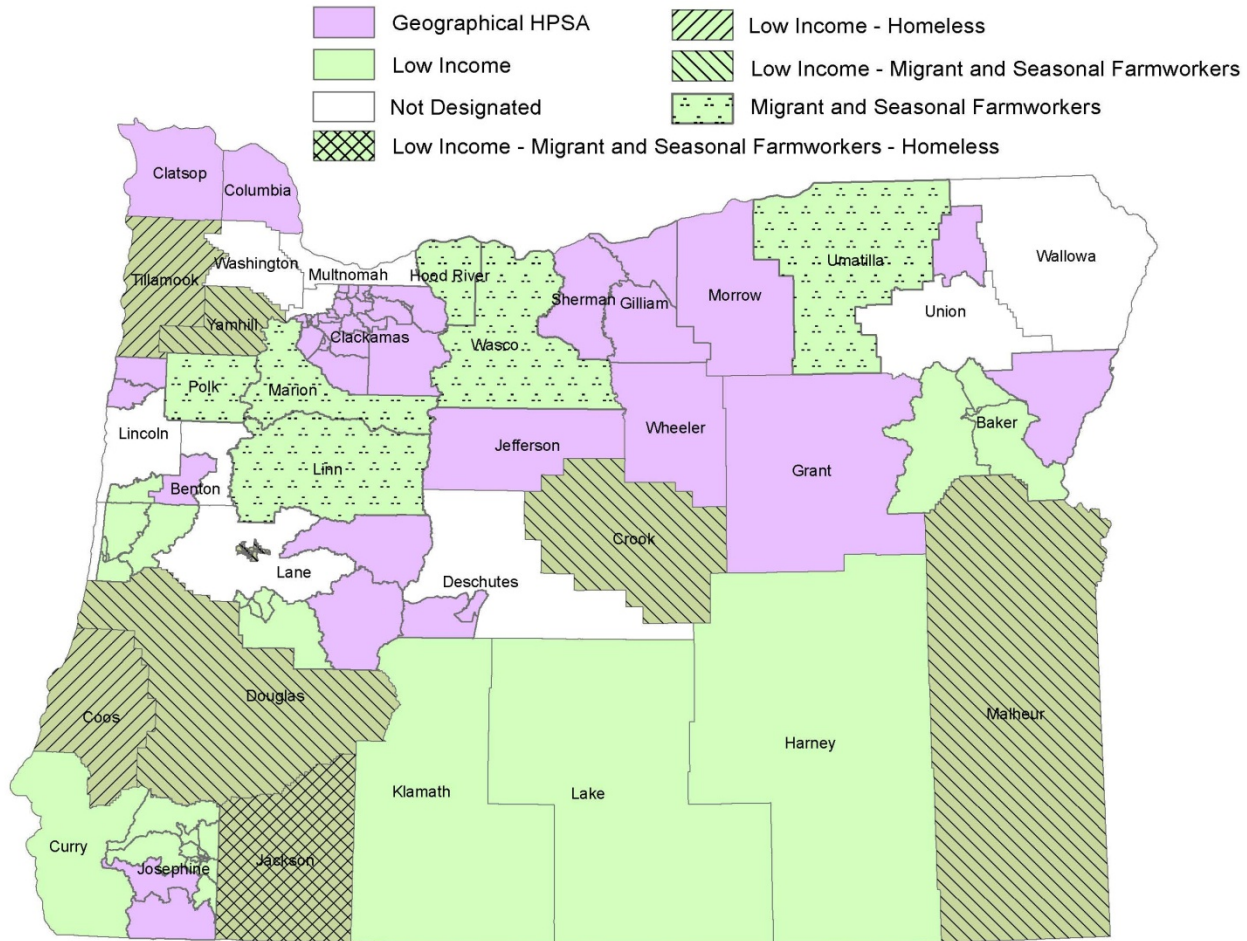 Geographical HPSA
Low Income - Homeless
Low Income
Low Income - Migrant and Seasonal Farmworkers
Not Designated
Migrant and Seasonal Farmworkers
Low Income - Migrant and Seasonal Farmworkers - Homeless
Clatsop
Columbia
Tillamook
Washington
Multnomah
Hood River
Umatilla
Wallowa
Sherman
Gilliam
Morrow
Union
Yamhill
Clackamas
Wasco
Polk
Marion
Lincoln
Jefferson
Wheeler
Baker
Linn
Grant
Benton
Crook
Lane
Deschutes
Douglas
Coos
Malheur
Harney
Klamath
Lake
Curry
Josephine
Jackson